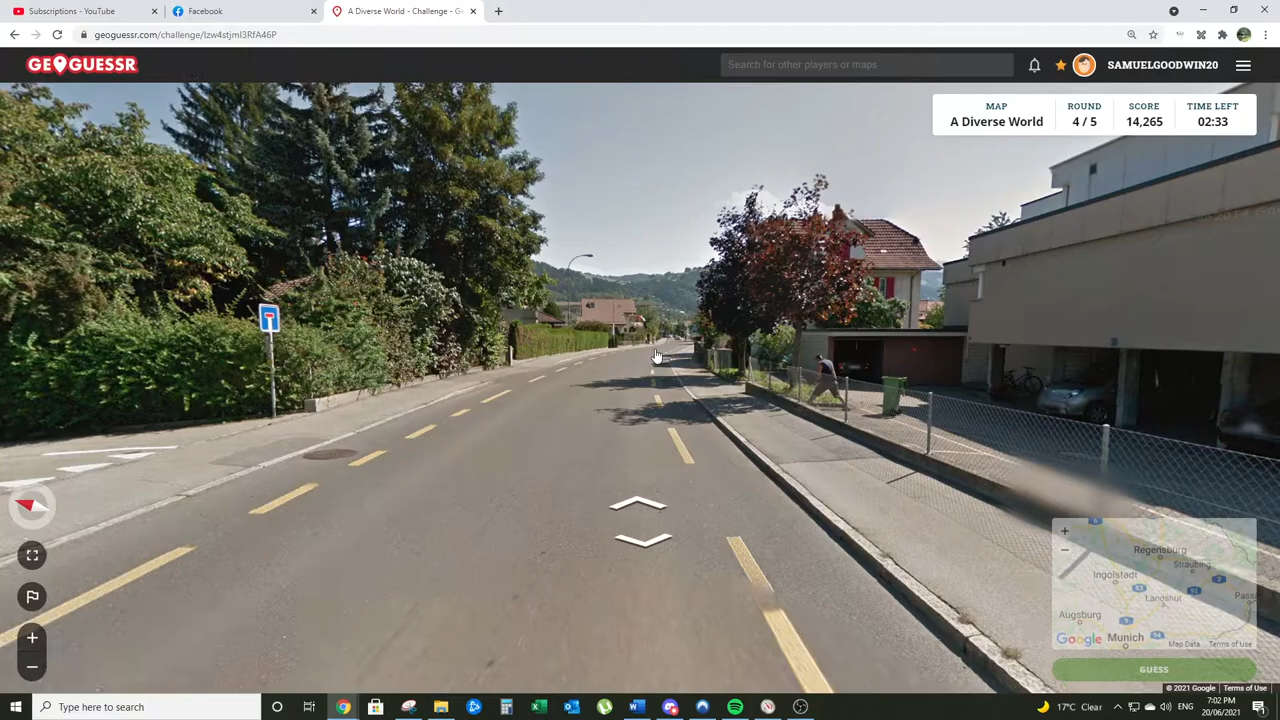 Subscriptions - YouTube
Facebook
A Diverse World - Challenge - Ge
geoguessr.com/challenge/Izw4stjmI3RfA46P
GEOGUESSR
Search for other players or maps
SAMUELGOODWIN20
MAP
A Diverse World
ROUND
4 / 5
SCORE
14,265
TIME LEFT
02:33
Regensburg
Straubing
Ingolstadt
Landshut
Passa
Augsburg
Munich
Google
Map Data
Terms of Use
GUESS
© 2021 Google
Terms of Use
Type here to search
17°C Clear
ENG
7:02 PM
20/06/2021